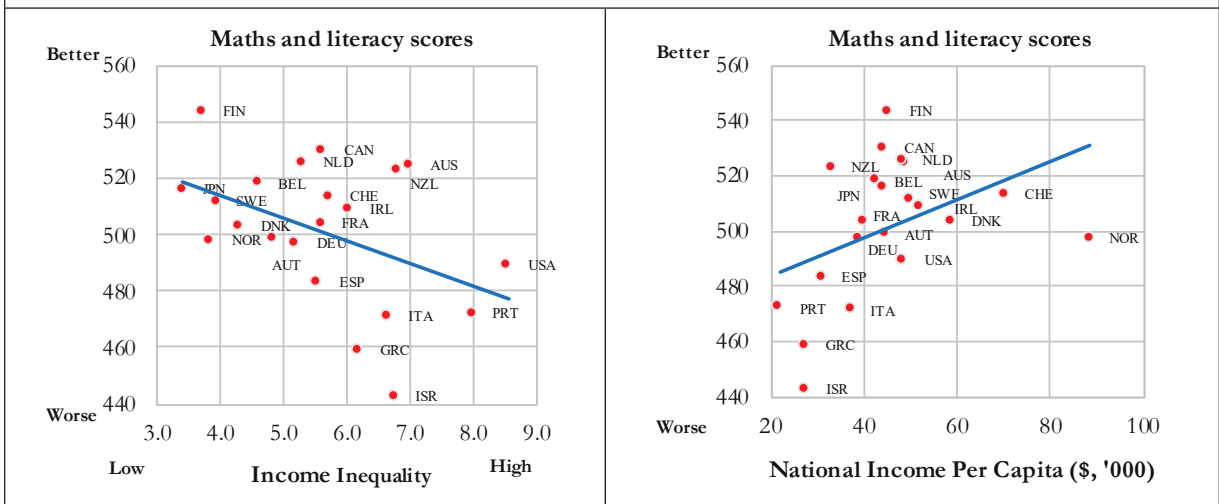 Maths and literacy scores
Better
560
540
520
500
480
460
440
Worse
FIN
CAN
NLD
AUS
NZL
BEL
JPN
SWE
CHE
IRL
FRA
DNK
NOR
DEU
AUT
USA
ESP
ITA
PRT
GRC
ISR
3.0 4.0 5.0 6.0 7.0 8.0 9.0
Low Income Inequality High
Maths and literacy scores
Better
560
540
520
500
480
460
440
Worse
FIN
CAN
NLD
NZL
AUS
BEL
JPN
SWE
CHE
IRL
FRA
DNK
AUT
NOR
DEU
USA
ESP
PRT
ITA
GRC
ISR
20 40 60 80 100
National Income Per Capita ($, '000)